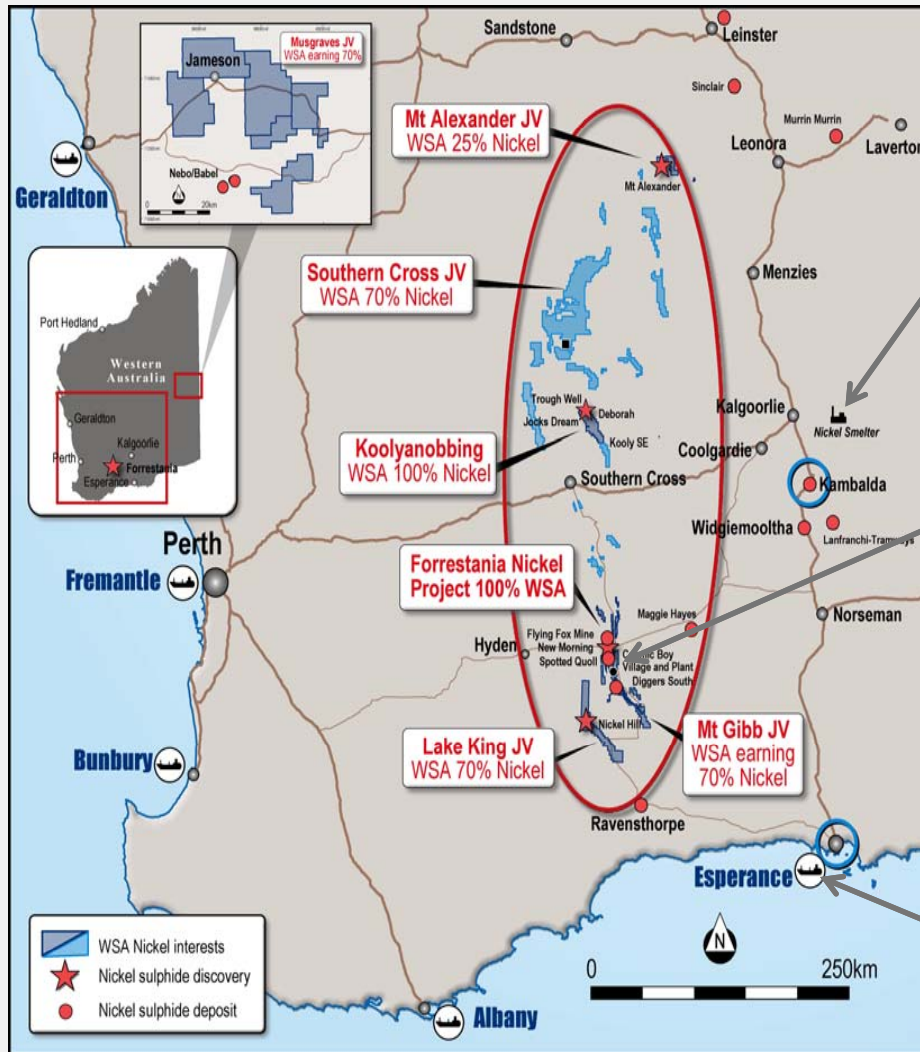 Musgraves JV
WSA earning 70%
Jameson
Nebo/Babel
0 20km
Sandstone
Leinster
Sinclair
Mt Alexander JV
WSA 25% Nickel
Murrin Murrin
Laverton
Leonora
Mt Alexander
Geraldton
Southern Cross JV
WSA 70% Nickel
Menzies
Port Hedland
Western
Australia
Geraldton
Kalgoorlie
Perth
Forrestania
Esperance
Trough Well
Deborah
Jocks Dream
Kooly SE
Koolyanobbing
WSA 100% Nickel
Kalgoorlie
Nickel Smelter
Coolgardie
Southern Cross
Kambalda
Widgiemooltha
Lanfranchi-Tramways
Perth
Fremantle
Forrestania Nickel
Project 100% WSA
Norseman
Maggie Hayes
Hyden
Flying Fox Mine
New Morning
Spotted Quoll
Village and Plant
Diggers South
Nickel Hill
Lake King JV
WSA 70% Nickel
Mt Gibb JV
WSA earning
70% Nickel
Bunbury
Ravensthorpe
Esperance
WSA Nickel interests
Nickel sulphide discovery
Nickel sulphide deposit
N
0 250km
Albany